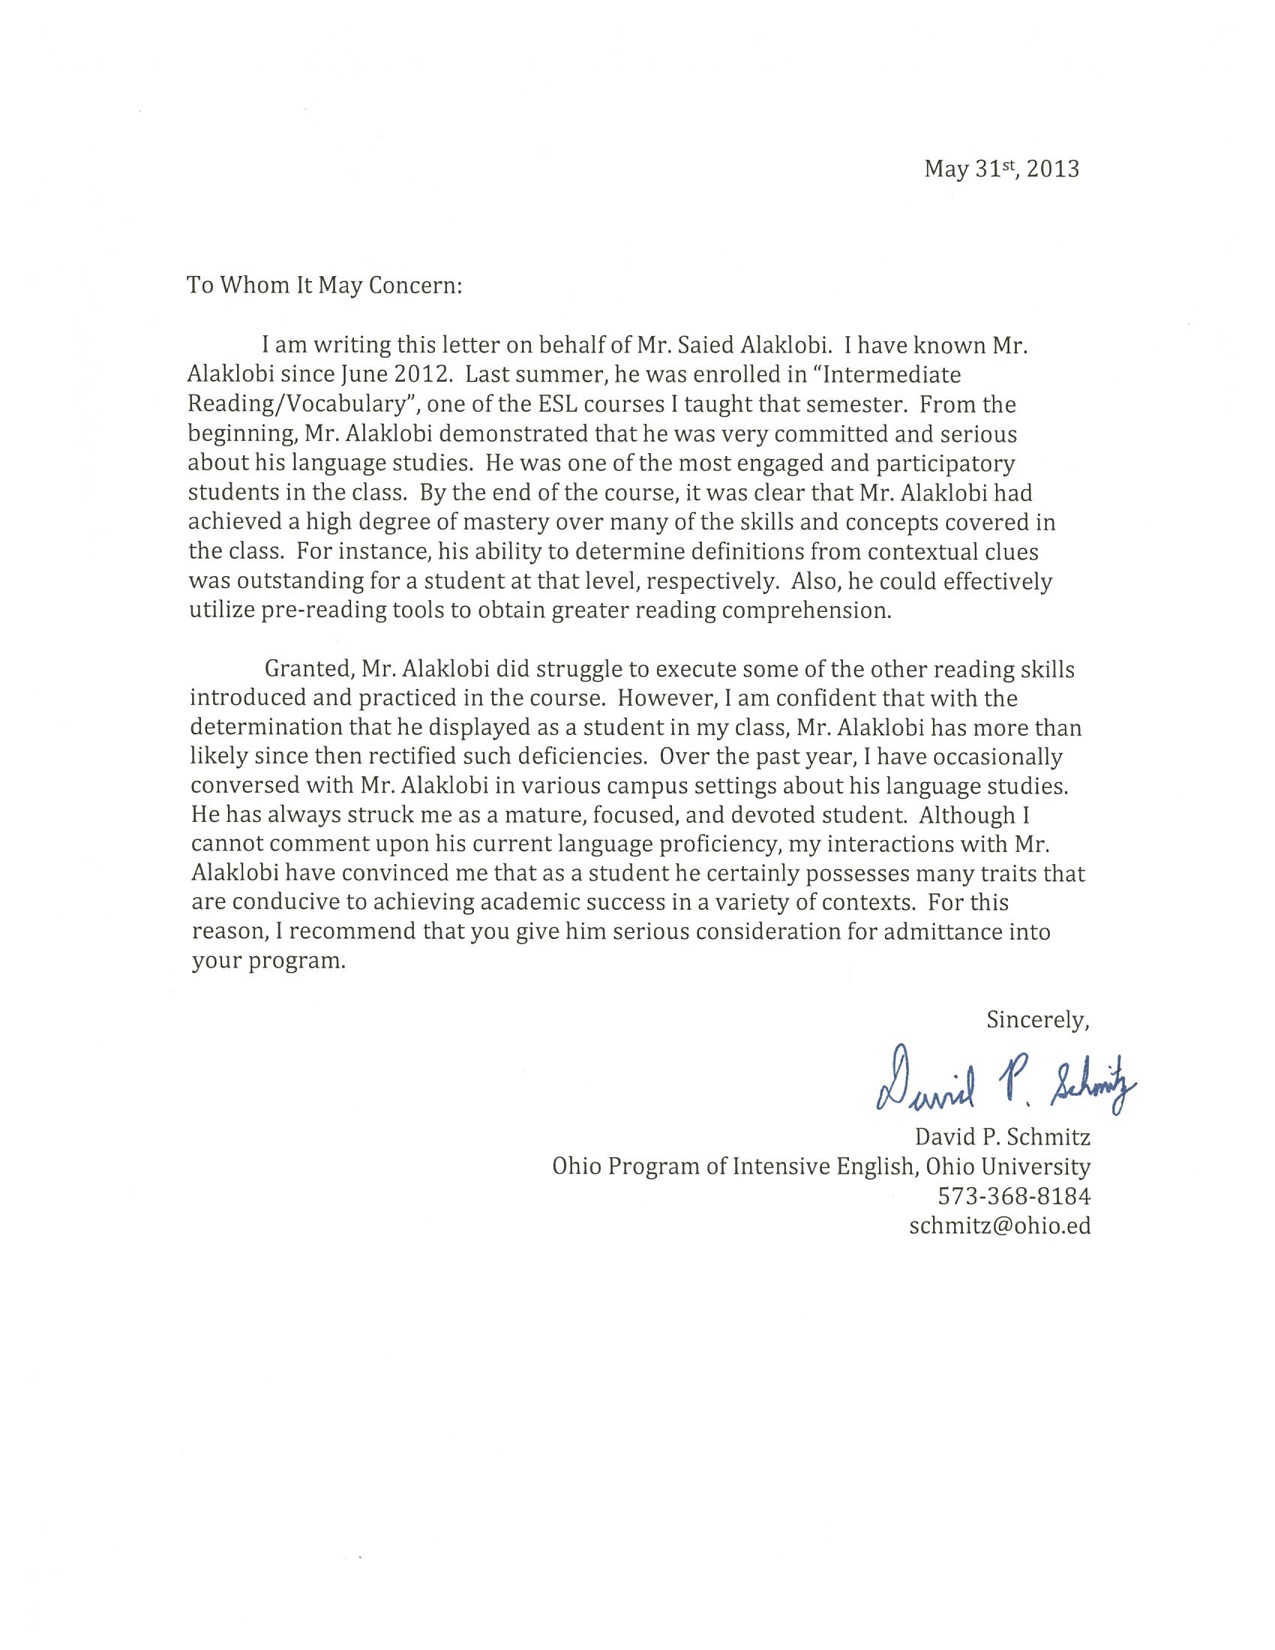 May 31st, 2013
To Whom It May Concern:
I am writing this letter on behalf of Mr. Saied Alaklobi.  I have known Mr.
Alaklobi since June 2012.  Last summer, he was enrolled in “Intermediate
Reading/Vocabulary”, one of the ESL courses I taught that semester.  From the
beginning, Mr. Alaklobi demonstrated that he was very committed and serious
about his language studies.  He was one of the most engaged and participatory
students in the class.  By the end of the course, it was clear that Mr. Alaklobi had
achieved a high degree of mastery over many of the skills and concepts covered in
the class.  For instance, his ability to determine definitions from contextual clues
was outstanding for a student at that level, respectively.  Also, he could effectively
utilize pre-reading tools to obtain greater reading comprehension.
Granted, Mr. Alaklobi did struggle to execute some of the other reading skills
introduced and practiced in the course.  However, I am confident that with the
determination that he displayed as a student in my class, Mr. Alaklobi has more than
likely since then rectified such deficiencies.  Over the past year, I have occasionally
conversed with Mr. Alaklobi in various campus settings about his language studies.
He has always struck me as a mature, focused, and devoted student.  Although I
cannot comment upon his current language proficiency, my interactions with Mr.
Alaklobi have convinced me that as a student he certainly possesses many traits that
are conducive to achieving academic success in a variety of contexts.  For this
reason, I recommend that you give him serious consideration for admittance into
your program.
Sincerely,
David P. Schmitz
David P. Schmitz
Ohio Program of Intensive English, Ohio University
573-368-8184
schmitz@ohio.ed